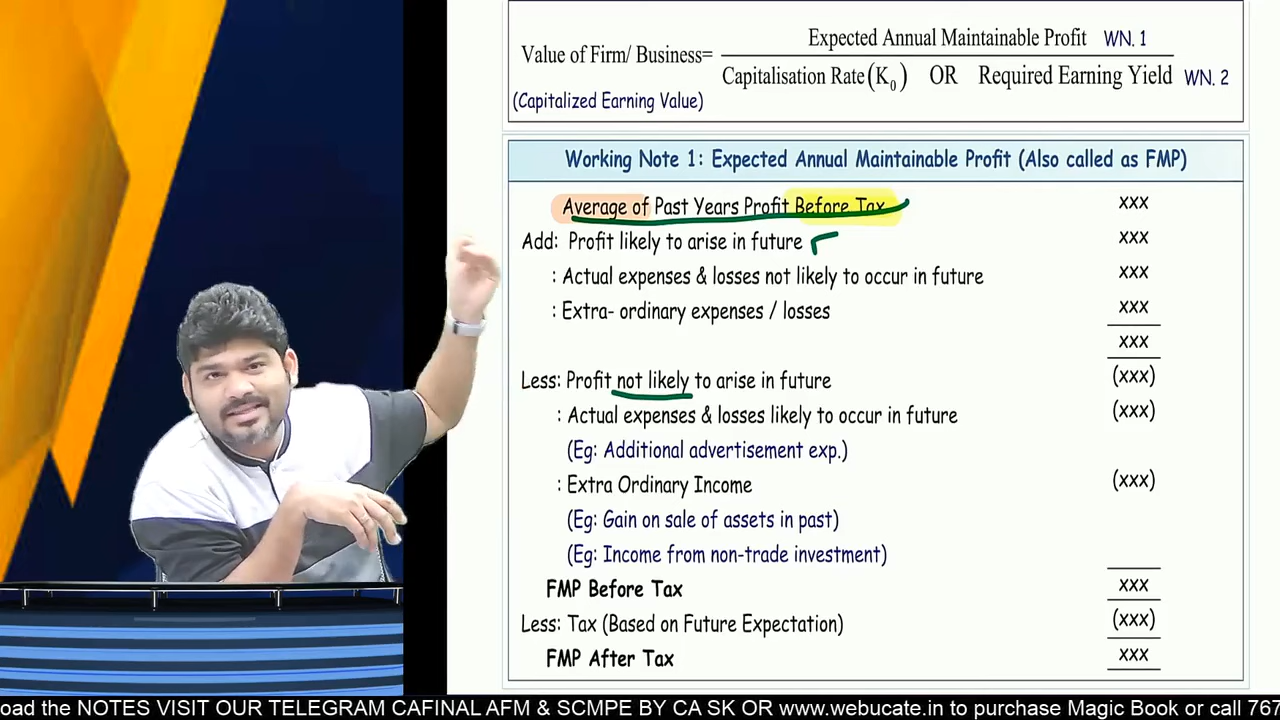 Value of Firm/ Business= Expected Annual Maintainable Profit WN. 1
Capitalisation Rate(K0) OR Required Earning Yield WN. 2
(Capitalized Earning Value)
Working Note 1: Expected Annual Maintainable Profit (Also called as FMP)
Average of Past Years Profit Before Tax xxx
Add: Profit likely to arise in future xxx
: Actual expenses & losses not likely to occur in future xxx
: Extra- ordinary expenses / losses xxx
xxx
Less: Profit not likely to arise in future (xxx)
: Actual expenses & losses likely to occur in future (xxx)
(Eg: Additional advertisement exp.)
: Extra Ordinary Income (xxx)
(Eg: Gain on sale of assets in past)
(Eg: Income from non-trade investment)
FMP Before Tax xxx
Less: Tax (Based on Future Expectation) (xxx)
FMP After Tax xxx
oad the NOTES VISIT OUR TELEGRAM CAFINAL AFM & SCMPE BY CA SK OR www.webucate.in to purchase Magic Book or call 767